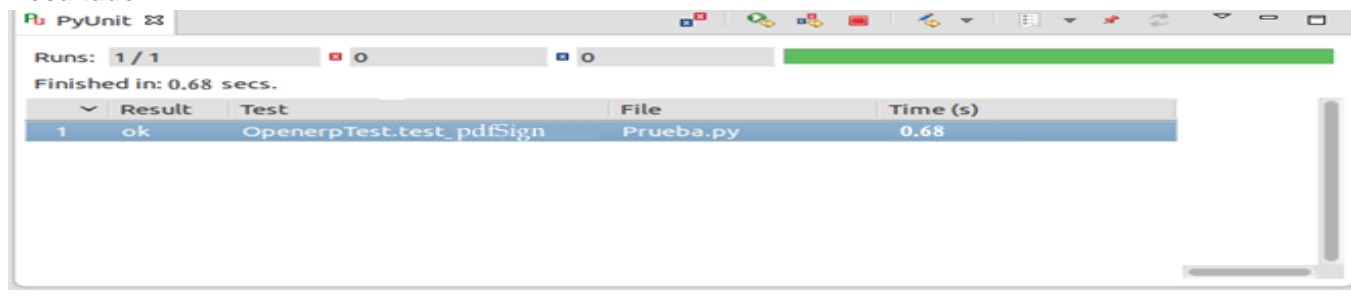 PyUnit
Runs: 1 / 1 0 0
Finished in: 0.68 secs.
Result Test File Time (s)
1 ok OpenerpTest.test_pdfSign Prueba.py 0.68